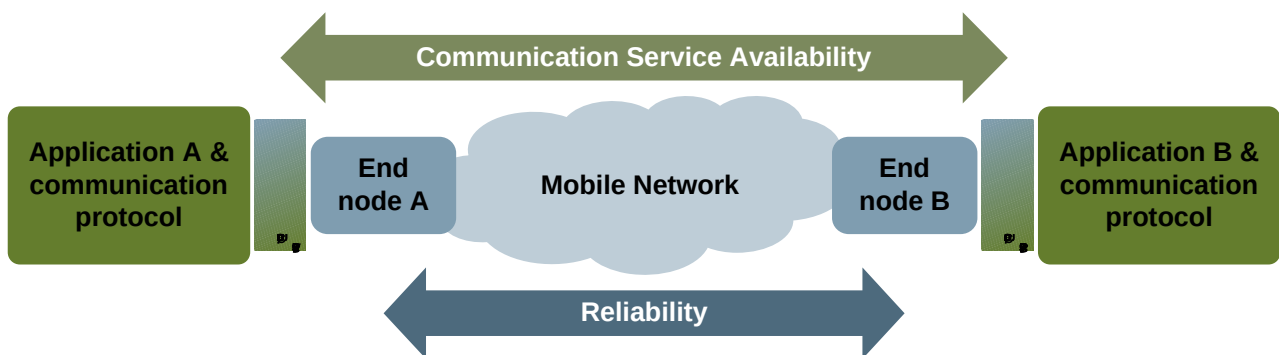 Communication Service Availability
Application A &
communication
protocol
End
node A
Mobile Network
End
node B
Application B &
communication
protocol
Reliability